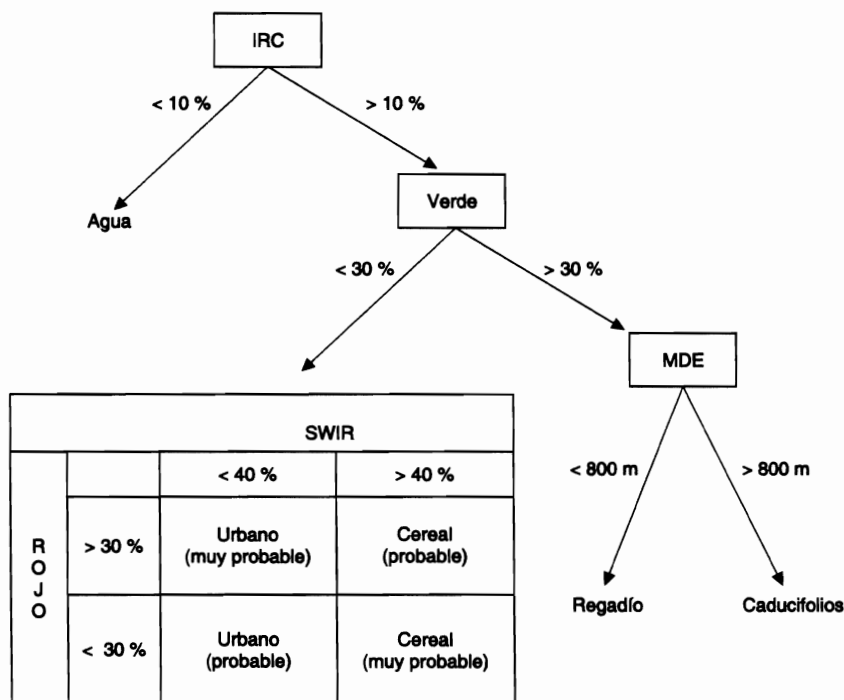 IRC
< 10 %
> 10 %
Agua
Verde
< 30 %
> 30 %
MDE
< 800 m
> 800 m
Regadío
Caducifolios
SWIR
< 40 %
> 40 %
ROJO
> 30 %
Urbano
(muy probable)
Cereal
(probable)
< 30 %
Urbano
(probable)
Cereal
(muy probable)